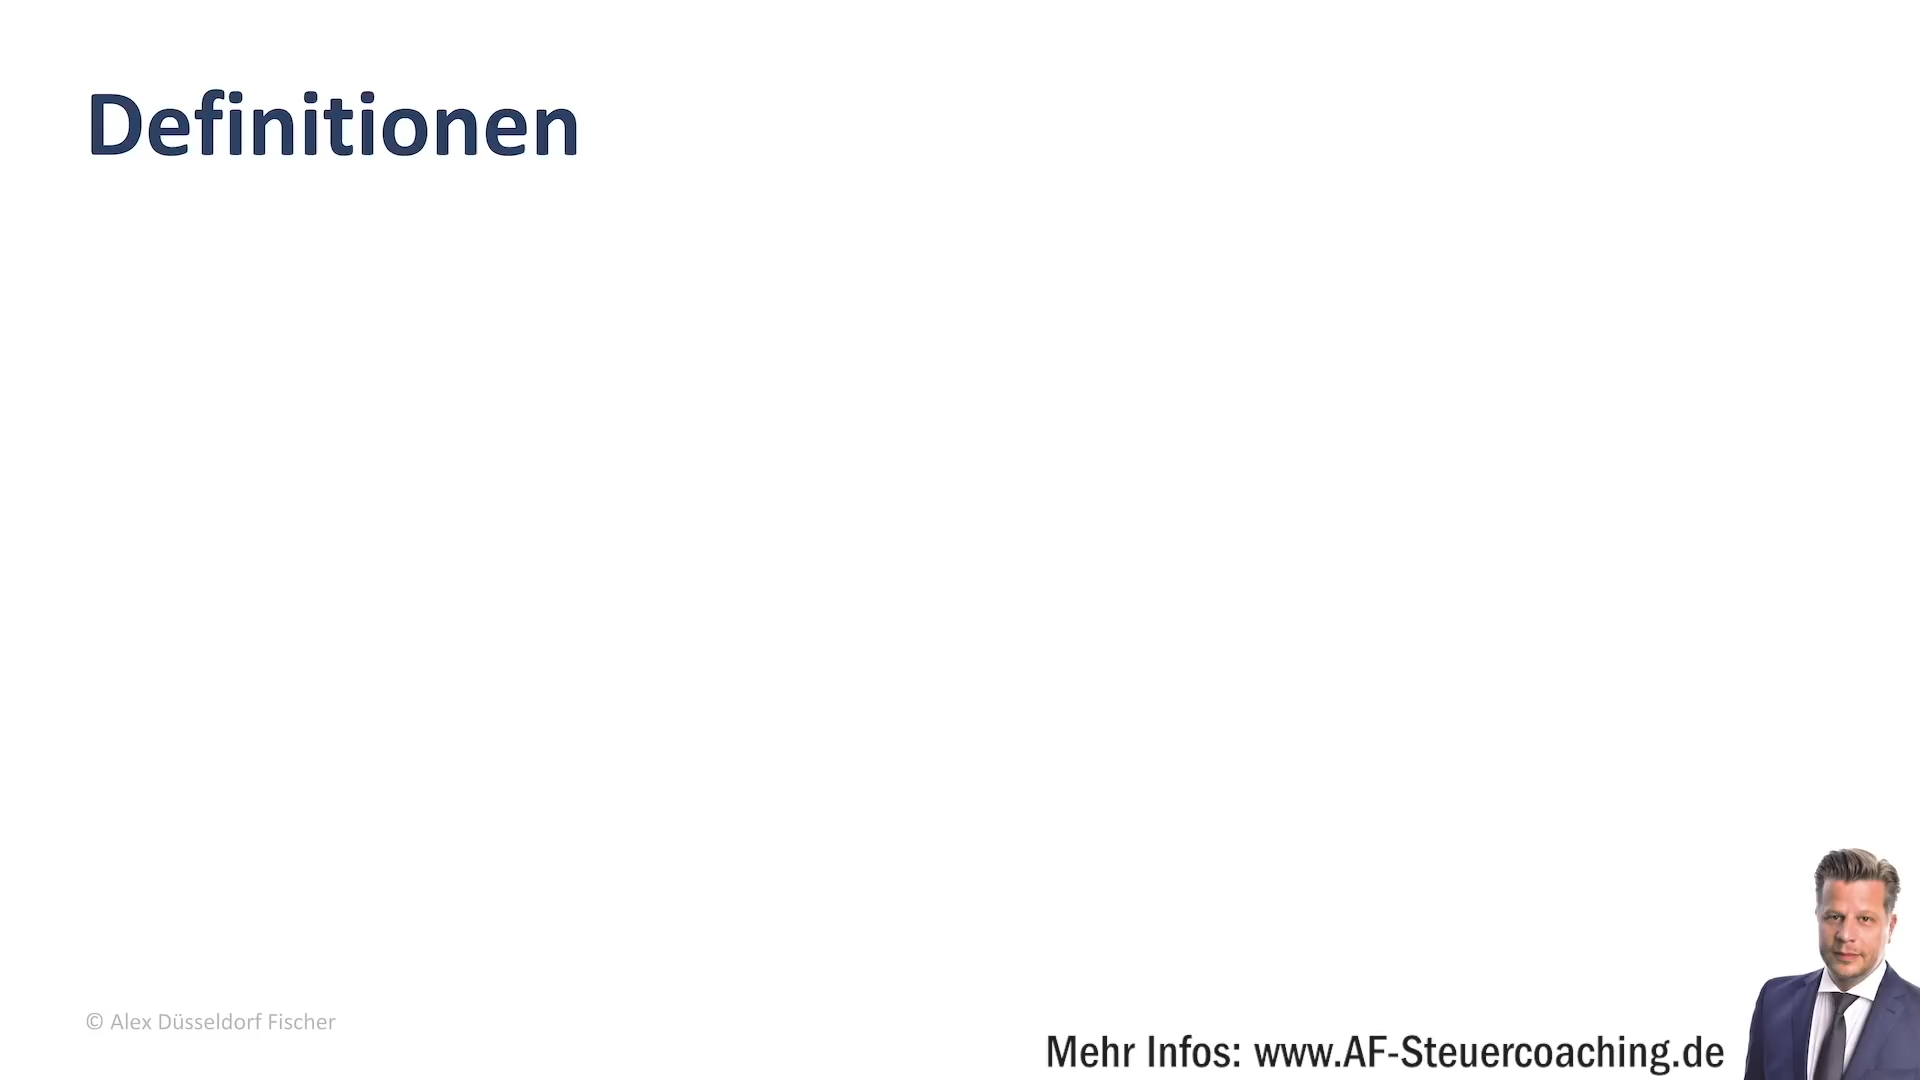 Definitionen
© Alex Düsseldorf Fischer
Mehr Infos: www.AF-Steuercoaching.de